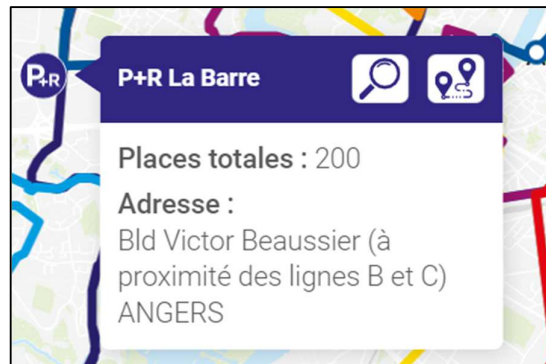 P+R
P+R La Barre
Places totales : 200
Adresse :
Bld Victor Beaussier (à
proximité des lignes B et C)
ANGERS